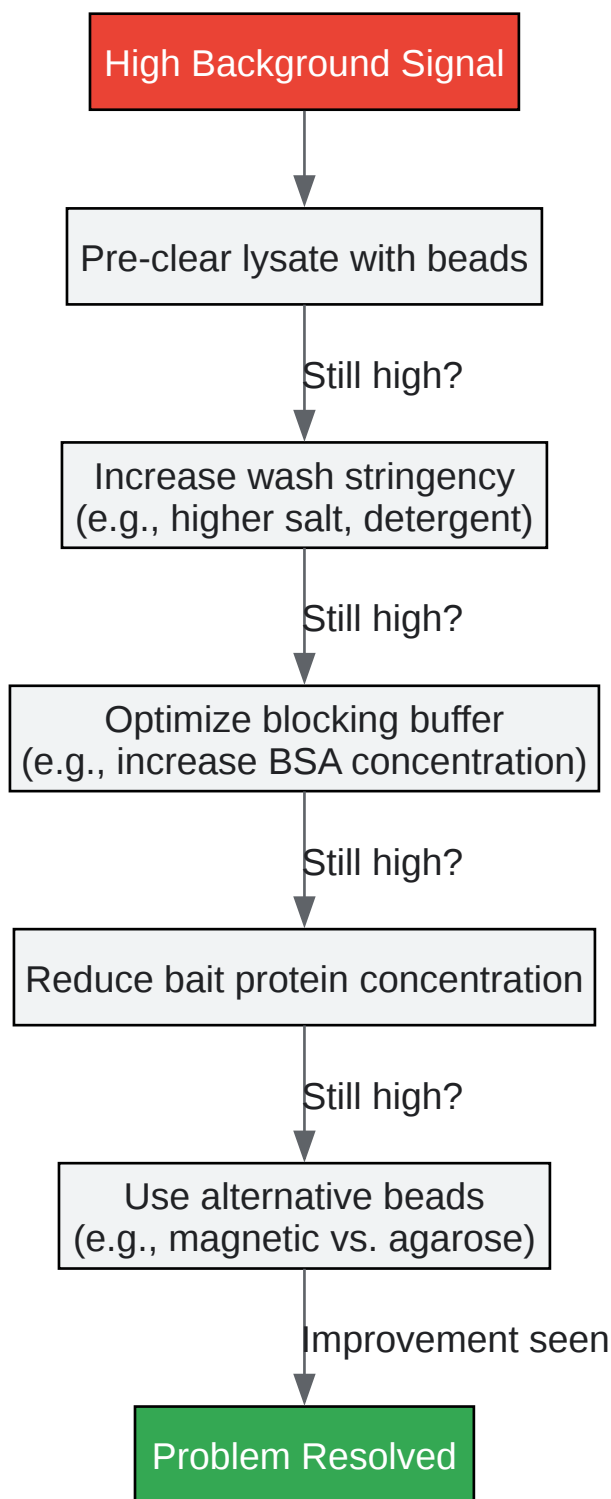 High Background Signal
Pre-clear lysate with beads
Still high?
Increase wash stringency
(e.g., higher salt, detergent)
Still high?
Optimize blocking buffer
(e.g., increase BSA concentration)
Still high?
Reduce bait protein concentration
Still high?
Use alternative beads
(e.g., magnetic vs. agarose)
Improvement seen
Problem Resolved